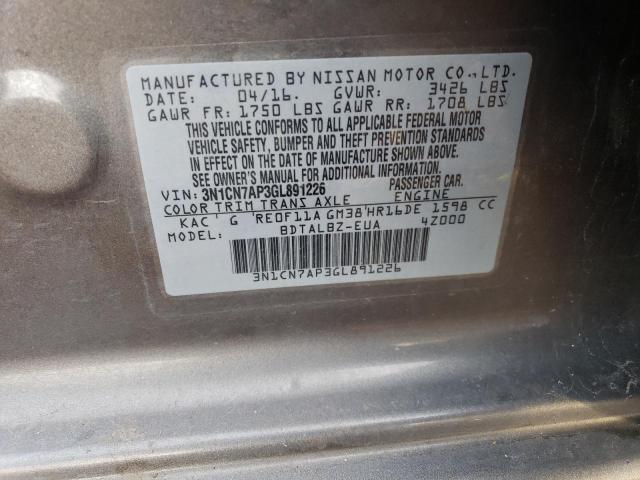 MANUFACTURED BY NISSAN MOTOR CO., LTD.
DATE: 04/16. GVWR: 3426 LBS
GAWR FR: 1750 LBS GAWR RR: 1708 LBS
THIS VEHICLE CONFORMS TO ALL APPLICABLE FEDERAL MOTOR
VEHICLE SAFETY, BUMPER AND THEFT PREVENTION STANDARDS
IN EFFECT ON THE DATE OF MANUFACTURE SHOWN ABOVE.
SEE OWNER'S MANUAL FOR ADDITIONAL INFORMATION.
VIN: 3N1CN7AP3GL891226 PASSENGER CAR.
COLOR TRIM TRANS AXLE ENGINE
KAC' G 'RE0F11A GM38'HR16DE 1598 CC
MODEL: BDTALBZ-EUA 4Z000
3N1CN7AP3GL891226